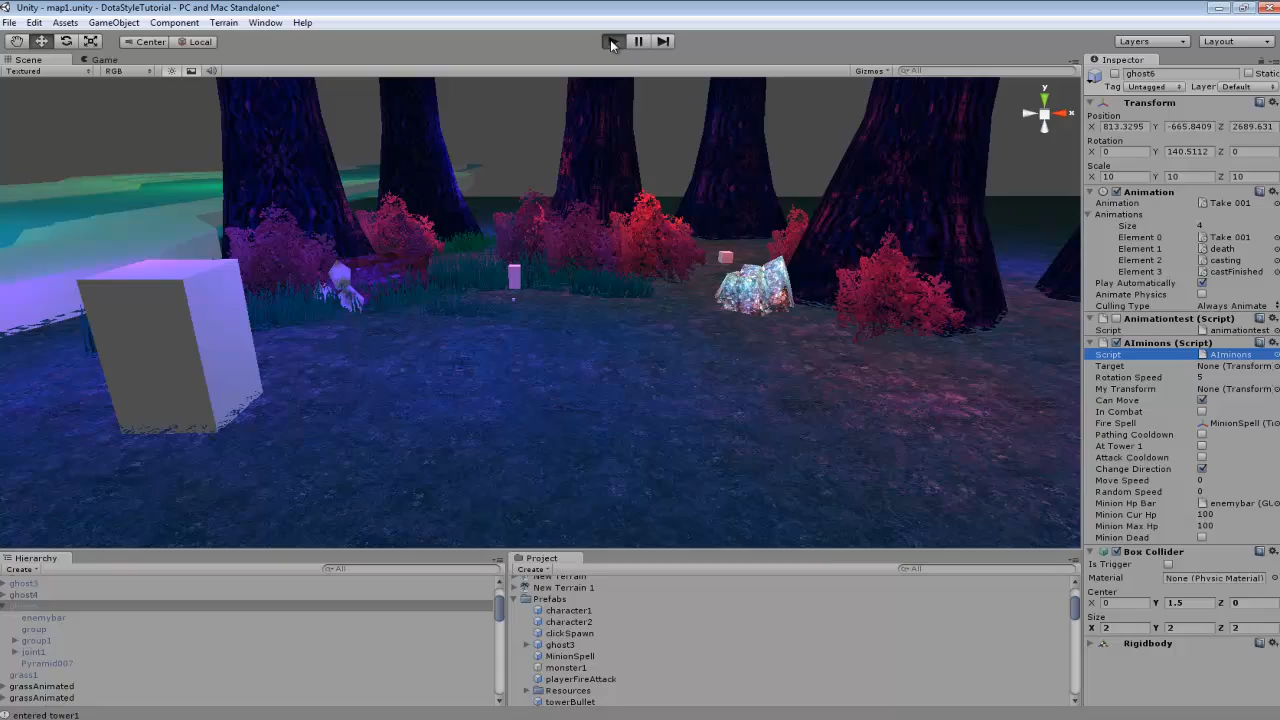 Unity - map1.unity - DotaStyleTutorial - PC and Mac Standalone*
File Edit Assets GameObject Component Terrain Window Help
Center Local Layers Layout
Scene Game
Textured RGB Gizmos All
y
x
Inspector
ghost6 Static
Tag Untagged Layer Default
Transform
Position
X 813.3295 Y -665.8409 Z 2689.631
Rotation
X 0 Y 140.5112 Z 0
Scale
X 10 Y 10 Z 10
Animation
Animation Take 001
Animations
Size 4
Element 0 Take 001
Element 1 death
Element 2 casting
Element 3 castFinished
Play Automatically
Animate Physics
Culling Type Always Animate
Animationtest (Script)
Script animationtest
AIminons (Script)
Script AIminons
Target None (Transform
Rotation Speed 5
My Transform None (Transform
Can Move
In Combat
Fire Spell MinionSpell
Pathing Cooldown
At Tower 1
Attack Cooldown
Change Direction
Move Speed 0
Random Speed 0
Minion Hp Bar enemybar (GU
Minion Cur Hp 100
Minion Max Hp 100
Minion Dead
Box Collider
Is Trigger
Material None (Physic Material)
Center
X 0 Y 1.5 Z 0
Size
X 2 Y 2 Z 2
Rigidbody
Hierarchy
Create All
ghost3
ghost4
enemybar
group
group1
joint1
Pyramid007
grass1
grassAnimated
grassAnimated
Project
Create All
New Terrain
New Terrain 1
Prefabs
character1
character2
clickSpawn
ghost3
MinionSpell
monster1
playerFireAttack
Resources
towerBullet
entered tower1